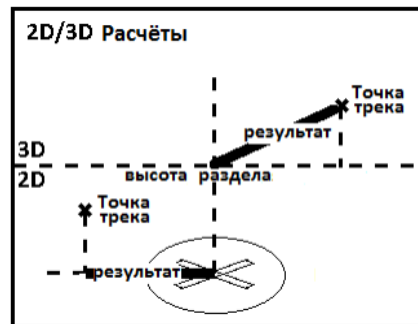 2D/3D Расчёты
Точка
трека
результат
3D
высота раздела
2D
Точка
трека
результат